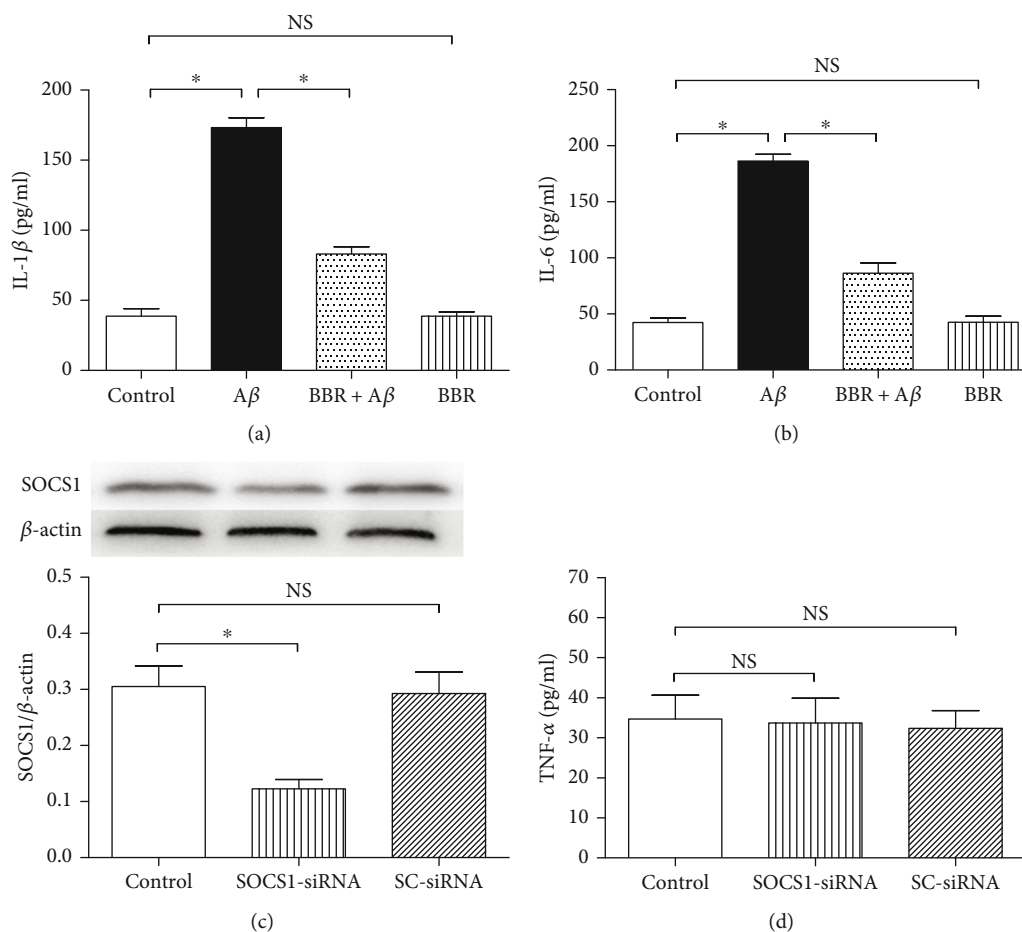 NS
* *
IL-1β (pg/ml)
200
150
100
50
0
Control Aβ BBR + Aβ BBR
(a)
NS
* *
IL-6 (pg/ml)
250
200
150
100
50
0
Control Aβ BBR + Aβ BBR
(b)
SOCS1
β-actin
NS
*
SOCS1/β-actin
0.5
0.4
0.3
0.2
0.1
0.0
Control SOCS1-siRNA SC-siRNA
(c)
NS
NS
TNF-α (pg/ml)
70
60
50
40
30
20
10
0
Control SOCS1-siRNA SC-siRNA
(d)